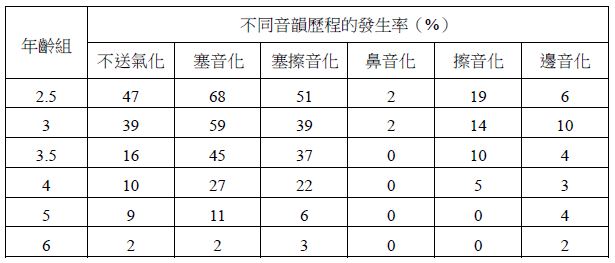 不同音韻歷程的發生率（%）
年齡組 不送氣化 塞音化 塞擦音化 鼻音化 擦音化 邊音化
2.5 47 68 51 2 19 6
3 39 59 39 2 14 10
3.5 16 45 37 0 10 4
4 10 27 22 0 5 3
5 9 11 6 0 0 4
6 2 2 3 0 0 2